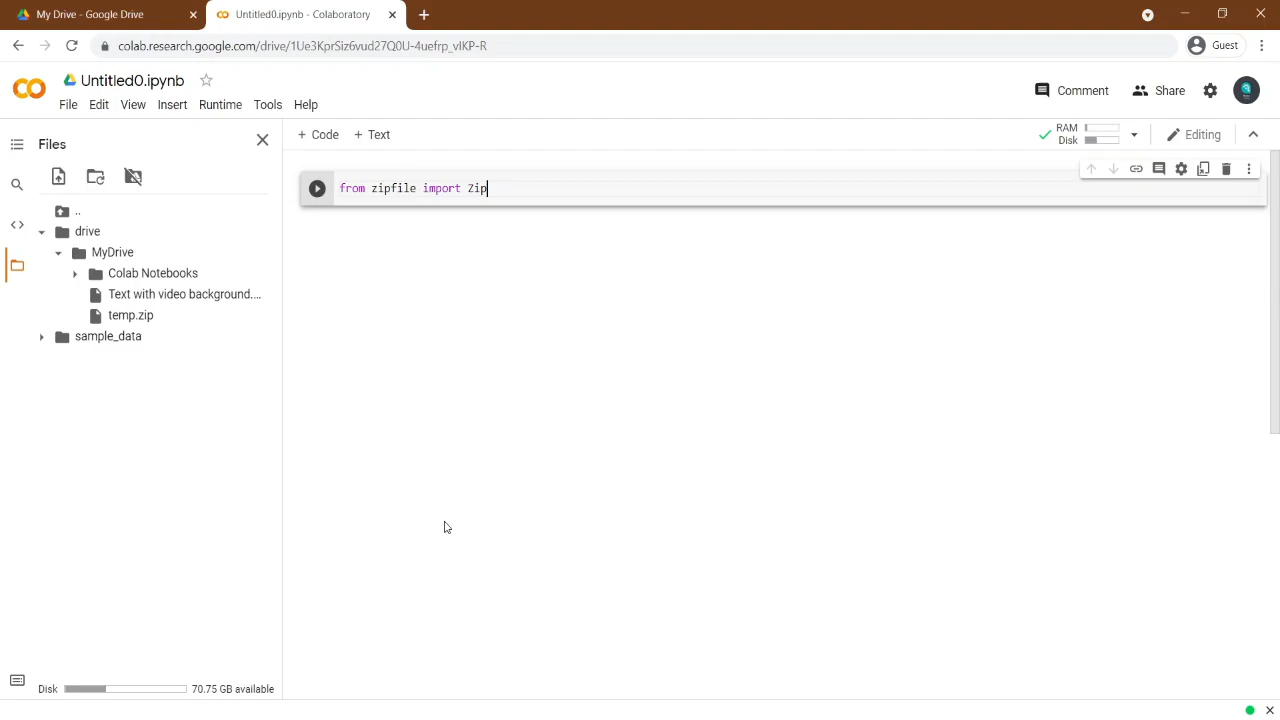 My Drive - Google Drive
Untitled0.ipynb - Colaboratory
colab.research.google.com/drive/1Ue3KprSiz6vud27Q0U-4uefrp_vIKP-R
Guest
Untitled0.ipynb
File Edit View Insert Runtime Tools Help
Comment
Share
Files
+ Code + Text
RAM
Disk
Editing
from zipfile import Zip
..
drive
MyDrive
Colab Notebooks
Text with video background....
temp.zip
sample_data
Disk 70.75 GB available